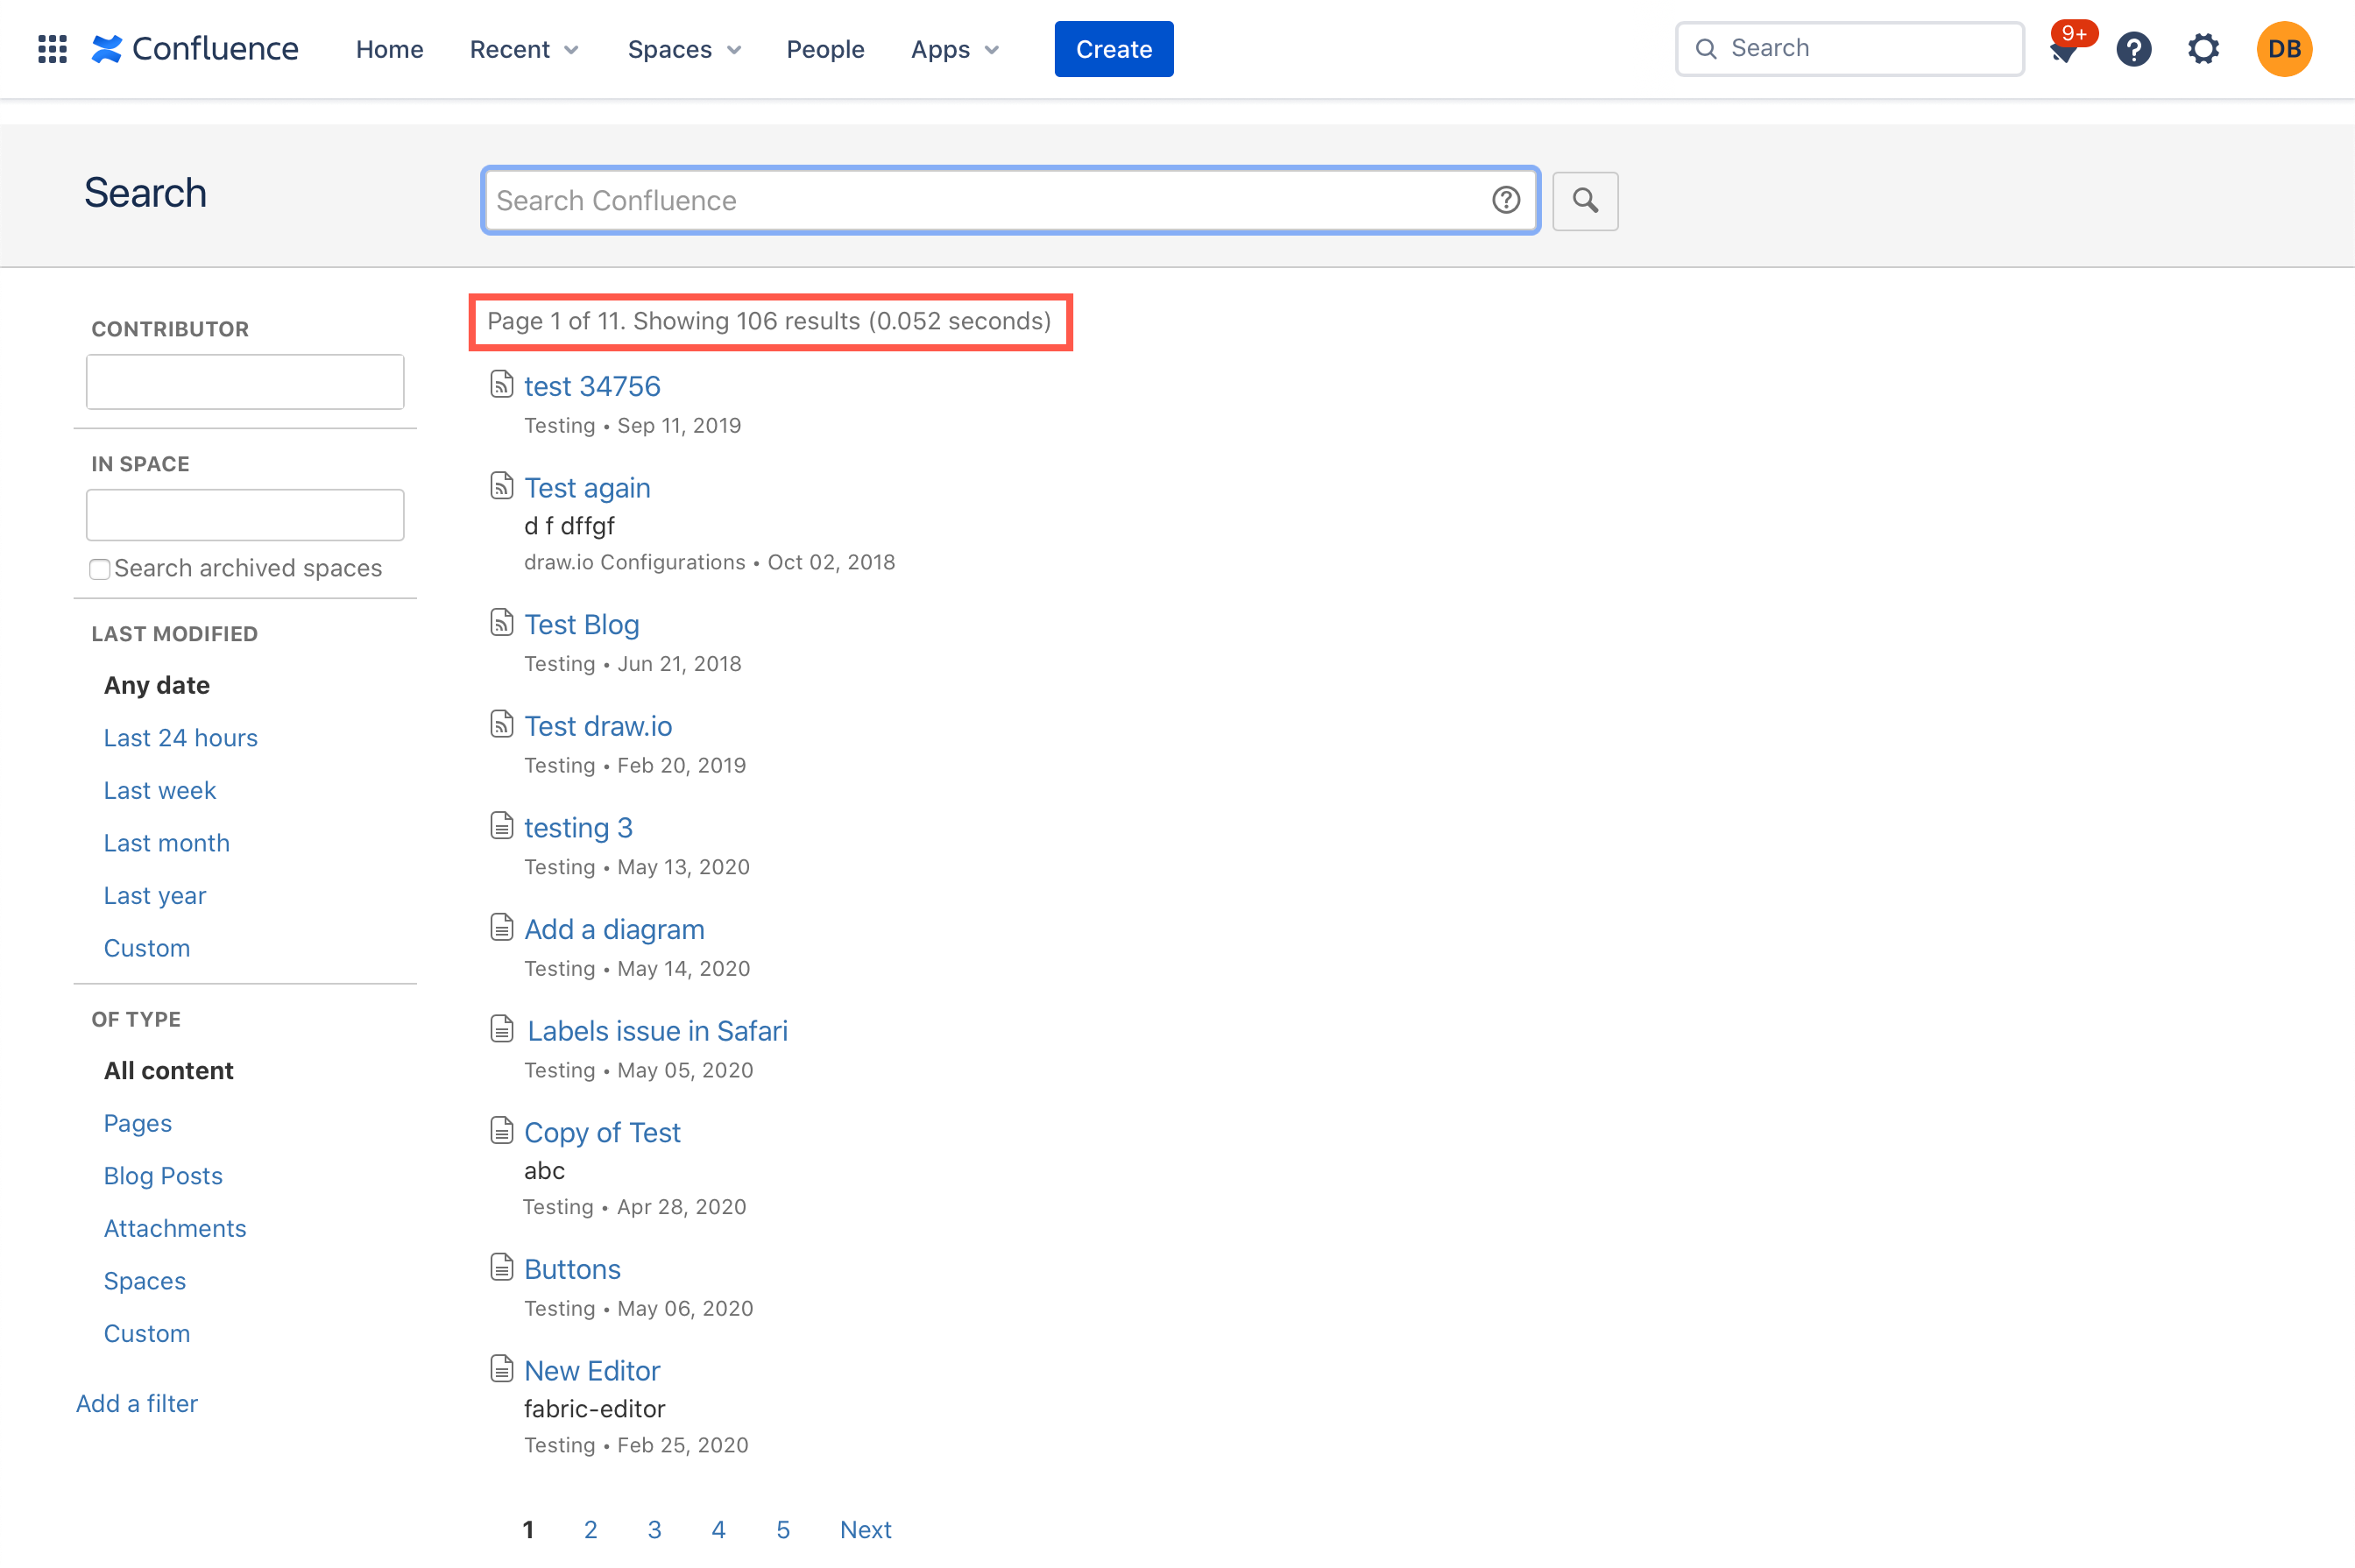 Confluence Home Recent Spaces People Apps Create Search 9+ DB
Search Search Confluence
Page 1 of 11. Showing 106 results (0.052 seconds)
CONTRIBUTOR
IN SPACE
Search archived spaces
LAST MODIFIED
Any date
Last 24 hours
Last week
Last month
Last year
Custom
OF TYPE
All content
Pages
Blog Posts
Attachments
Spaces
Custom
Add a filter
test 34756
Testing • Sep 11, 2019
Test again
d f dffgf
draw.io Configurations • Oct 02, 2018
Test Blog
Testing • Jun 21, 2018
Test draw.io
Testing • Feb 20, 2019
testing 3
Testing • May 13, 2020
Add a diagram
Testing • May 14, 2020
Labels issue in Safari
Testing • May 05, 2020
Copy of Test
abc
Testing • Apr 28, 2020
Buttons
Testing • May 06, 2020
New Editor
fabric-editor
Testing • Feb 25, 2020
1 2 3 4 5 Next